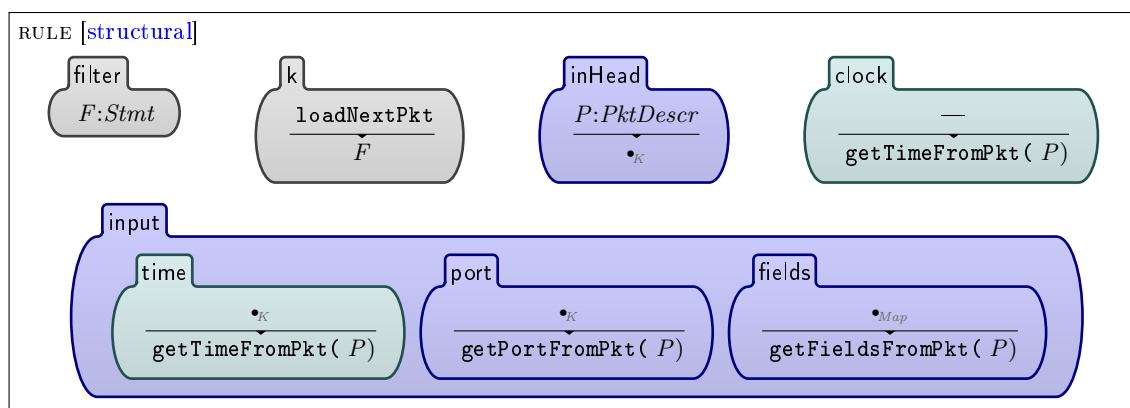 RULE [structural]
filter k inHead clock
F:Stmt loadNextPkt P:PktDescr —
F •K getTimeFromPkt( P)
input
time port fields
•K •K •Map
getTimeFromPkt( P) getPortFromPkt( P) getFieldsFromPkt( P)